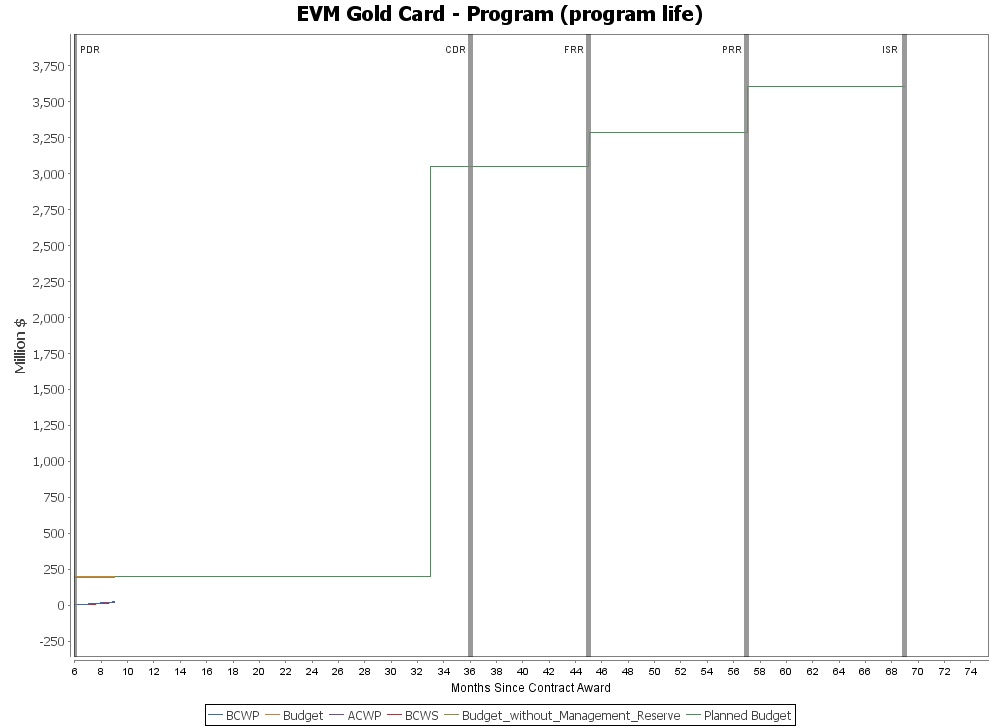 EVM Gold Card - Program (program life)
PDR
CDR
FRR
PRR
ISR
3,750
3,500
3,250
3,000
2,750
2,500
2,250
2,000
1,750
1,500
1,250
1,000
750
500
250
0
-250
Million $
6 8 10 12 14 16 18 20 22 24 26 28 30 32 34 36 38 40 42 44 46 48 50 52 54 56 58 60 62 64 66 68 70 72 74
Months Since Contract Award
BCWP Budget ACWP BCWS Budget_without_Management_Reserve Planned Budget